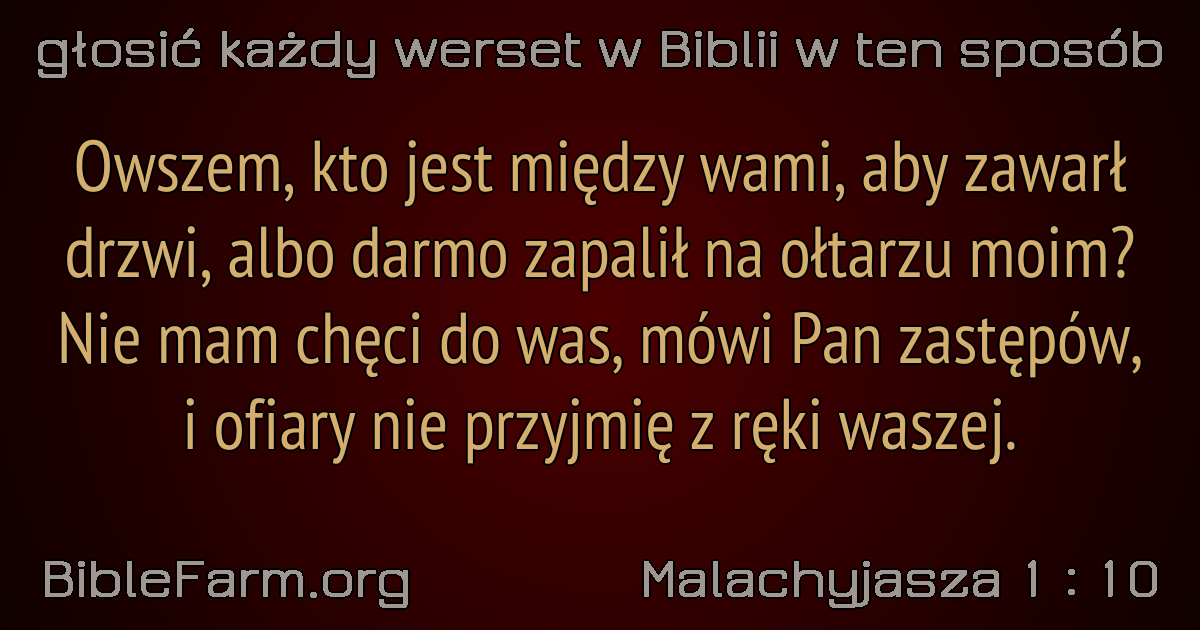 głosić każdy werset w Biblii w ten sposób
Owszem, kto jest między wami, aby zawarł
drzwi, albo darmo zapalił na ołtarzu moim?
Nie mam chęci do was, mówi Pan zastępów,
i ofiary nie przyjmię z ręki waszej.
BibleFarm.org
Malachyjasza 1 : 10